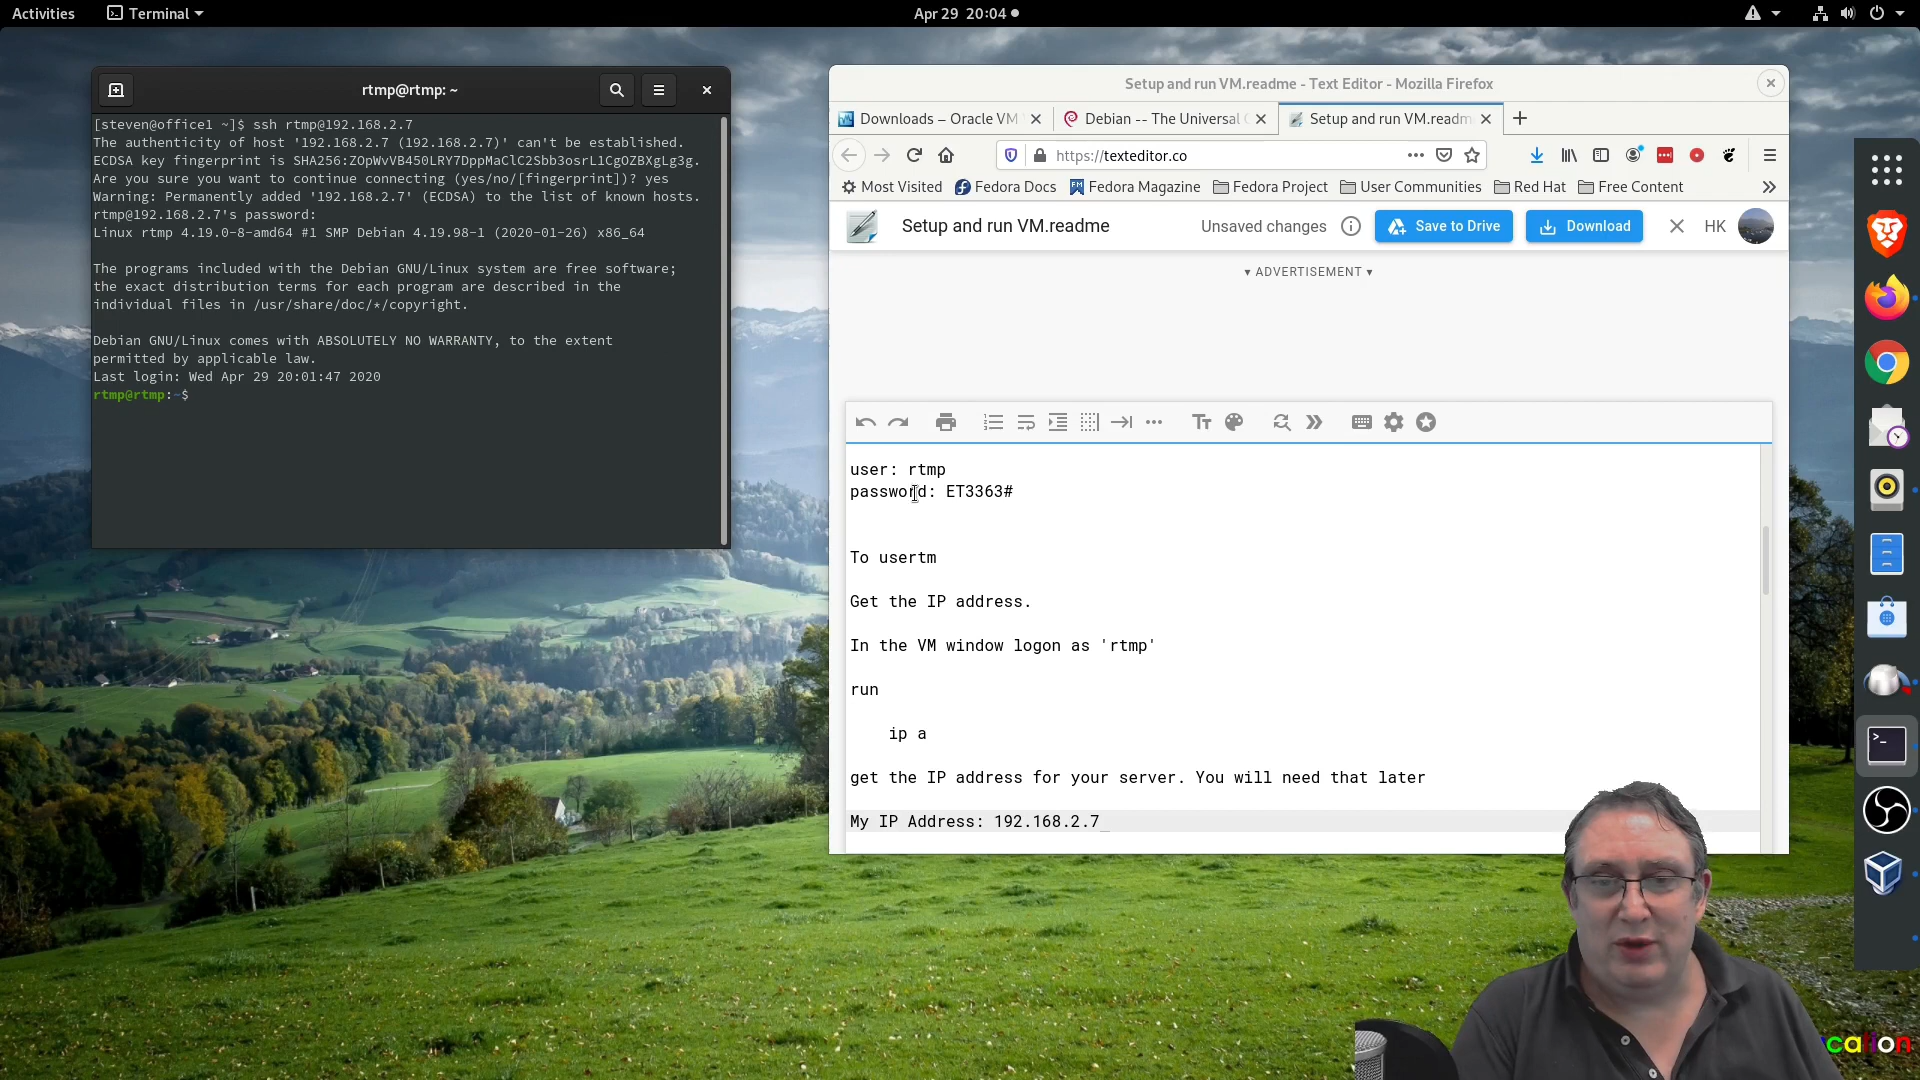 Activities
Terminal
Apr 29 20:04
rtmp@rtmp: ~
[steven@office1 ~]$ ssh rtmp@192.168.2.7
The authenticity of host '192.168.2.7 (192.168.2.7)' can't be established.
ECDSA key fingerprint is SHA256:ZOpWvVB450LRY7DppMaClC2Sbb3osrL1CgOZBXgLg3g.
Are you sure you want to continue connecting (yes/no/[fingerprint])? yes
Warning: Permanently added '192.168.2.7' (ECDSA) to the list of known hosts.
rtmp@192.168.2.7's password:
Linux rtmp 4.19.0-8-amd64 #1 SMP Debian 4.19.98-1 (2020-01-26) x86_64
The programs included with the Debian GNU/Linux system are free software;
the exact distribution terms for each program are described in the
individual files in /usr/share/doc/*/copyright.
Debian GNU/Linux comes with ABSOLUTELY NO WARRANTY, to the extent
permitted by applicable law.
Last login: Wed Apr 29 20:01:47 2020
rtmp@rtmp:~$
Setup and run VM.readme - Text Editor - Mozilla Firefox
Downloads – Oracle VM
Debian -- The Universal
Setup and run VM.readm
https://texteditor.co
Most Visited
Fedora Docs
Fedora Magazine
Fedora Project
User Communities
Red Hat
Free Content
Setup and run VM.readme
Unsaved changes
Save to Drive
Download
HK
▾ ADVERTISEMENT ▾
user: rtmp
password: ET3363#
To usertm
Get the IP address.
In the VM window logon as 'rtmp'
run
ip a
get the IP address for your server. You will need that later
My IP Address: 192.168.2.7
cation